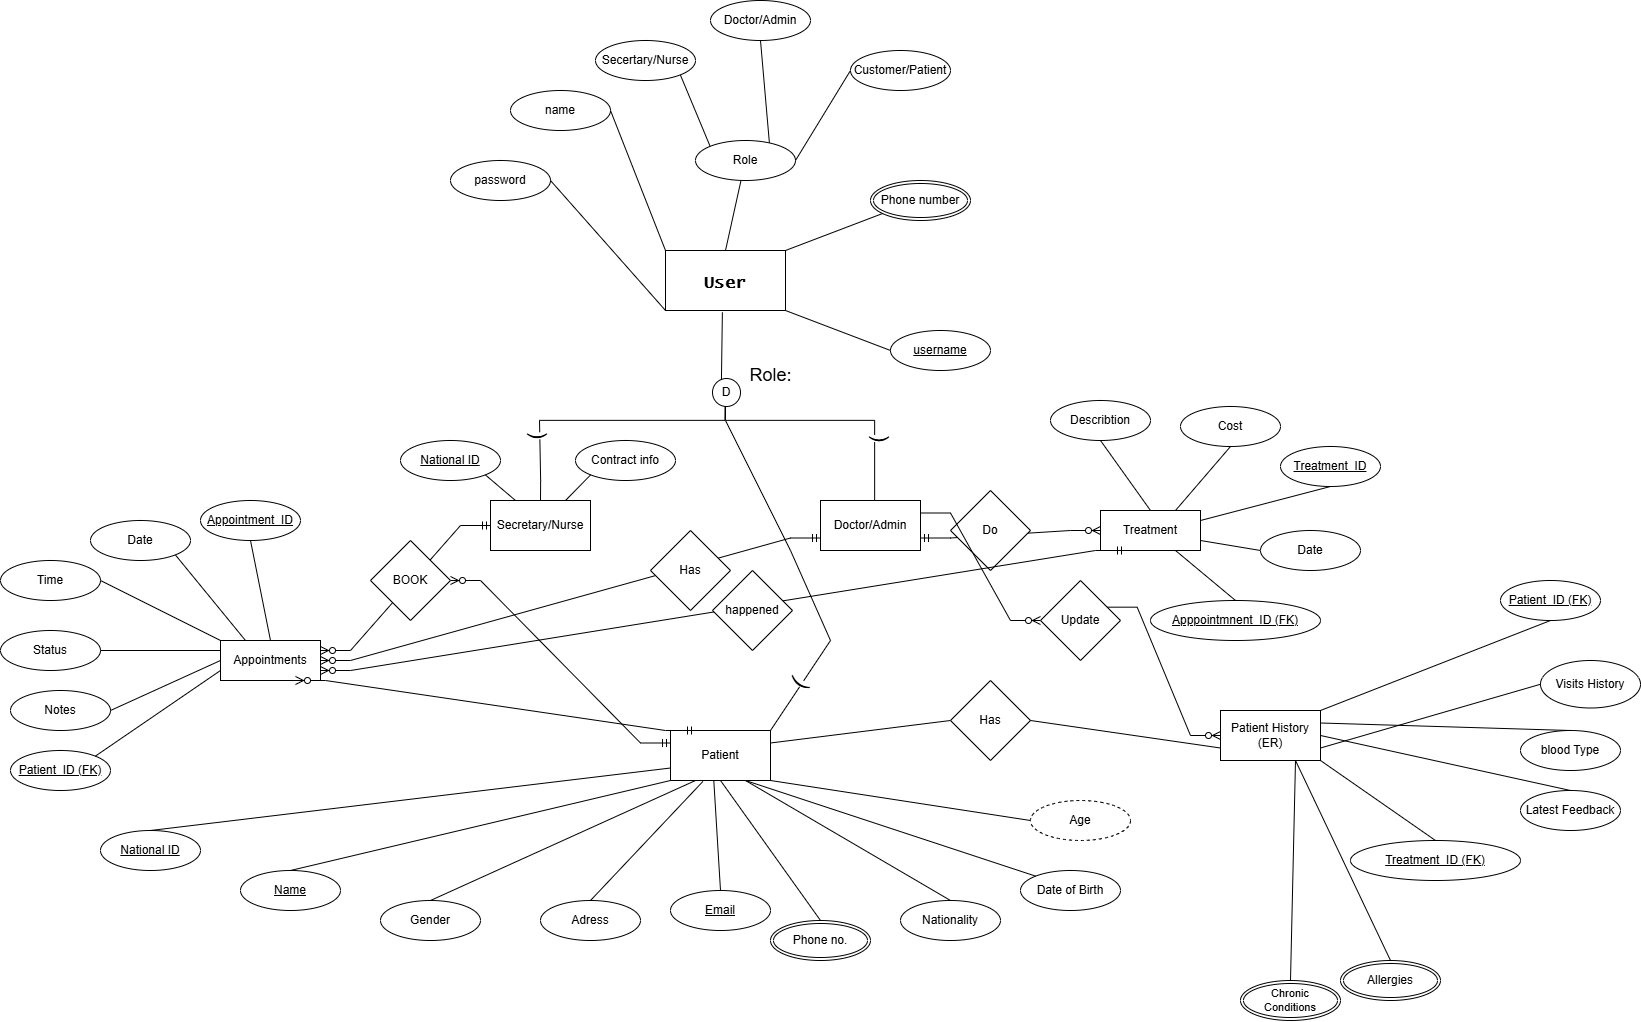 Doctor/Admin
Secertary/Nurse
Customer/Patient
name
Role
password
Phone number
User
username
Role:
D
Describtion
Cost
National ID
Contract info
Treatment_ID
Appointment_ID
Secretary/Nurse
Doctor/Admin
Do
Treatment
Date
Date
Time
BOOK
Has
happened
Update
Apppointmnent_ID (FK)
Patient_ID (FK)
Status
Appointments
Visits History
Notes
Has
Patient History
(ER)
blood Type
Patient
Patient_ID (FK)
Latest Feedback
Age
National ID
Treatment_ID (FK)
Name
Date of Birth
Gender
Adress
Email
Nationality
Phone no.
Allergies
Chronic
Conditions